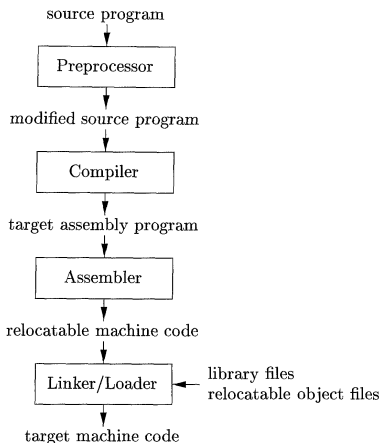 source program
Preprocessor
modified source program
Compiler
target assembly program
Assembler
relocatable machine code
Linker/Loader
library files
relocatable object files
target machine code